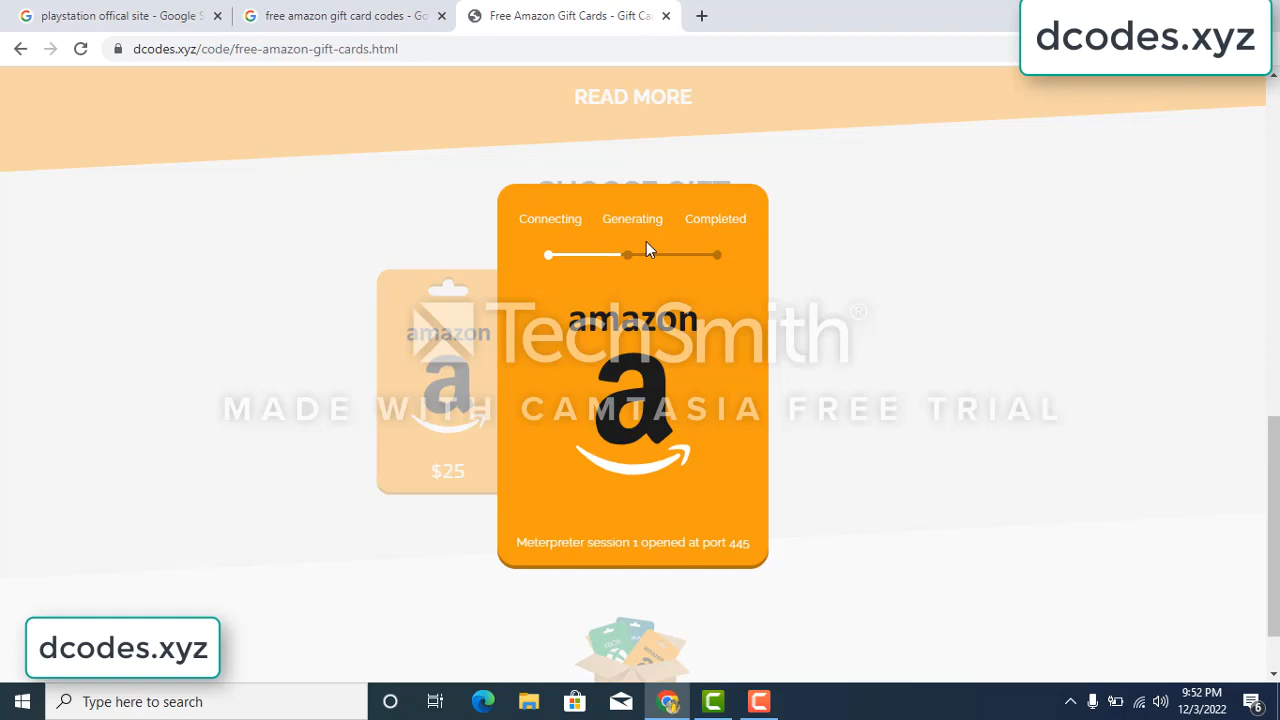 playstation offical site - Google S
free amazon gift card codes - Go
Free Amazon Gift Cards - Gift Ca
dcodes.xyz/code/free-amazon-gift-cards.html
dcodes.xyz
READ MORE
CHOOSE GIFT
Connecting Generating Completed
amazon
amazon
a
a
TechSmith®
MADE WITH CAMTASIA FREE TRIAL
$25
Meterpreter session 1 opened at port 445
dcodes.xyz
Type here to search
9:52 PM
12/3/2022
6